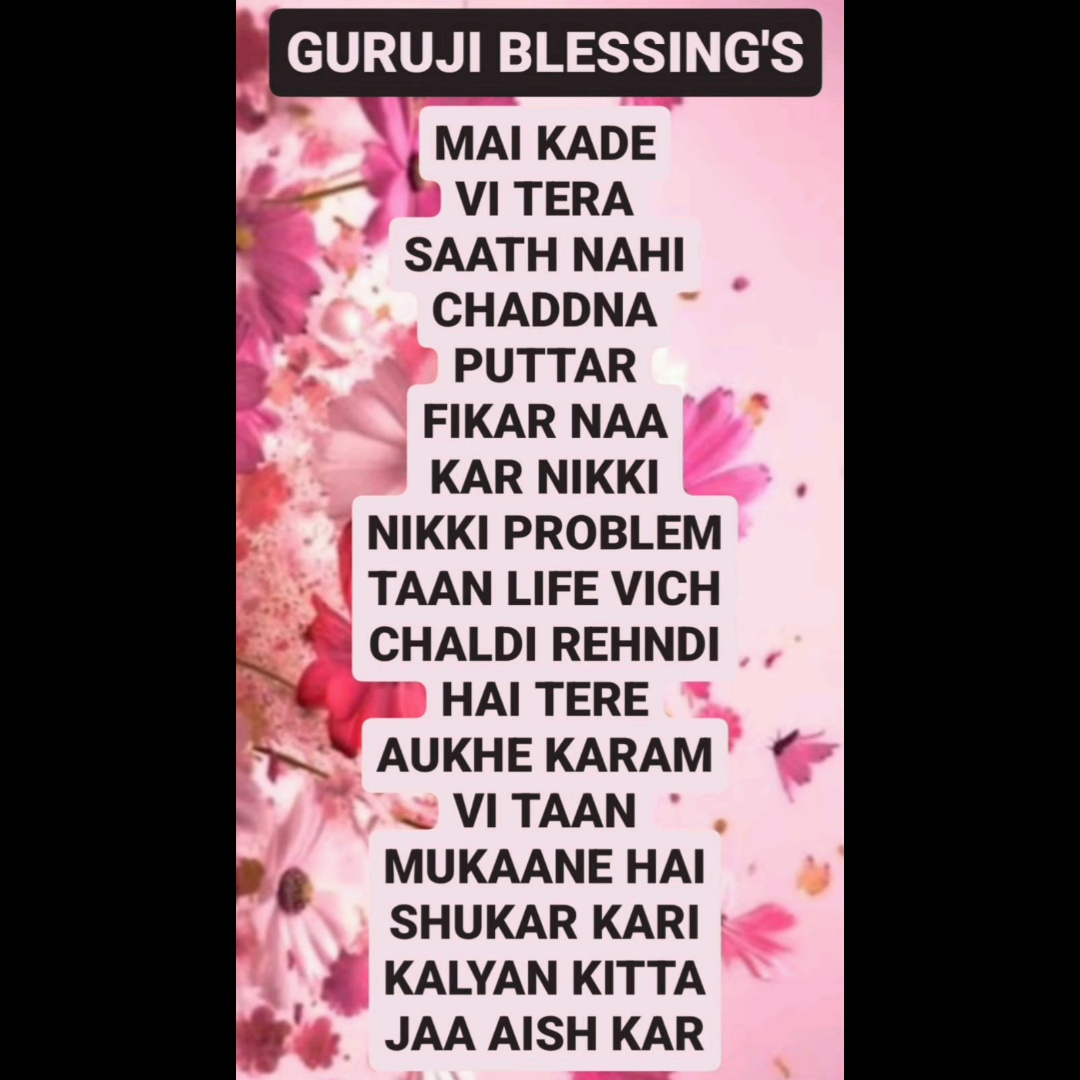 GURUJI BLESSING'S
MAI KADE
VI TERA
SAATH NAHI
CHADDNA
PUTTAR
FIKAR NAA
KAR NIKKI
NIKKI PROBLEM
TAAN LIFE VICH
CHALDI REHNDI
HAI TERE
AUKHE KARAM
VI TAAN
MUKAANE HAI
SHUKAR KARI
KALYAN KITTA
JAA AISH KAR